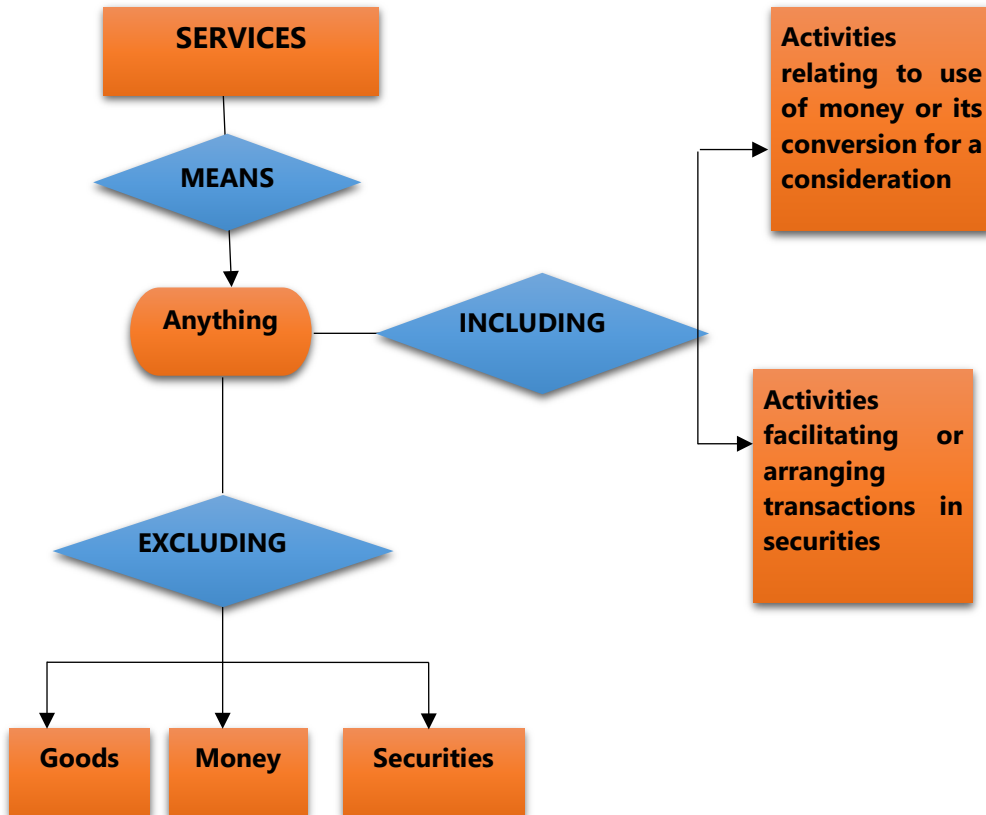 SERVICES
MEANS
Anything
INCLUDING
Activities
relating to use
of money or its
conversion for a
consideration
Activities
facilitating or
arranging
transactions in
securities
EXCLUDING
Goods
Money
Securities